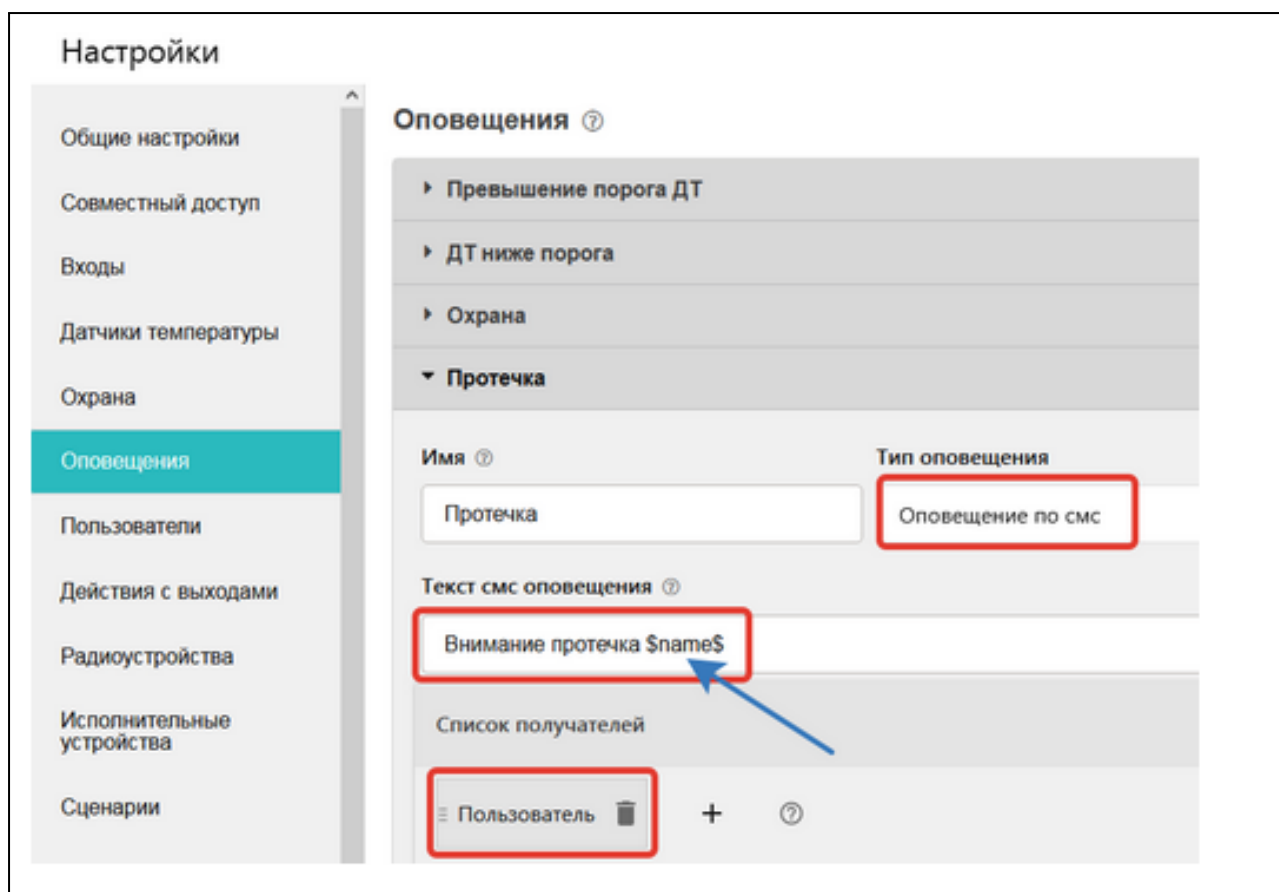 Настройки
Общие настройки
Совместный доступ
Входы
Датчики температуры
Охрана
Оповещения
Пользователи
Действия с выходами
Радиоустройства
Исполнительные
устройства
Сценарии
Оповещения
Превышение порога ДТ
ДТ ниже порога
Охрана
Протечка
Имя
Тип оповещения
Протечка
Оповещение по смс
Текст смс оповещения
Внимание протечка $name$
Список получателей
Пользователь